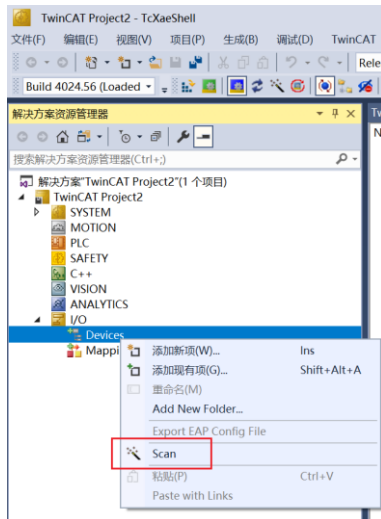 TwinCAT Project2 - TcXaeShell
文件(F) 编辑(E) 视图(V) 项目(P) 生成(B) 调试(D) TwinCAT
Rele
Build 4024.56 (Loaded
解决方案资源管理器
搜索解决方案资源管理器(Ctrl+;)
解决方案"TwinCAT Project2"(1 个项目)
TwinCAT Project2
SYSTEM
MOTION
PLC
SAFETY
C++
VISION
ANALYTICS
I/O
Devices
Mappi
添加新项(W)... Ins
添加现有项(G)... Shift+Alt+A
重命名(M)
Add New Folder...
Export EAP Config File
Scan
粘贴(P) Ctrl+V
Paste with Links